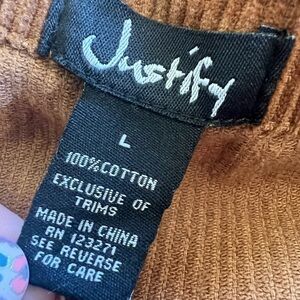 Justify
L
100% COTTON
EXCLUSIVE OF
TRIMS
MADE IN CHINA
RN 123271
SEE REVERSE
FOR CARE